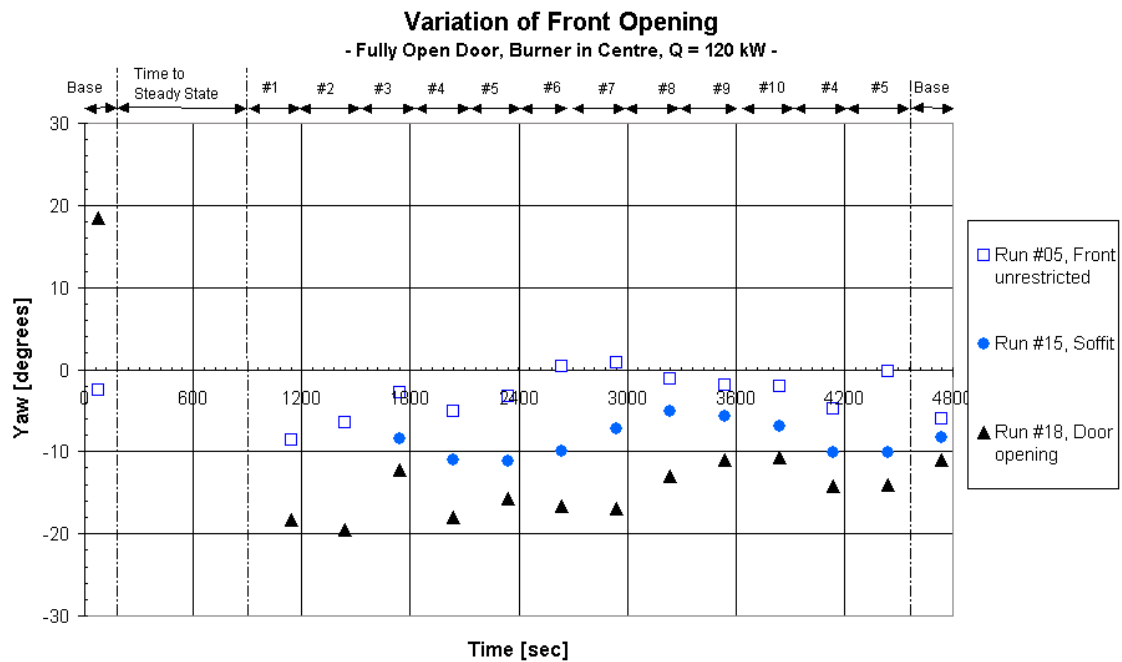 Variation of Front Opening
- Fully Open Door, Burner in Centre, Q = 120 kW -
Base
Time to
Steady State
#1 #2 #3 #4 #5 #6 #7 #8 #9 #10 #4 #5 Base
30
20
10
0
-10
-20
-30
0 600 1200 1800 2400 3000 3600 4200 4800
Yaw [degrees]
Time [sec]
Run #05, Front
unrestricted
Run #15, Soffit
Run #18, Door
opening